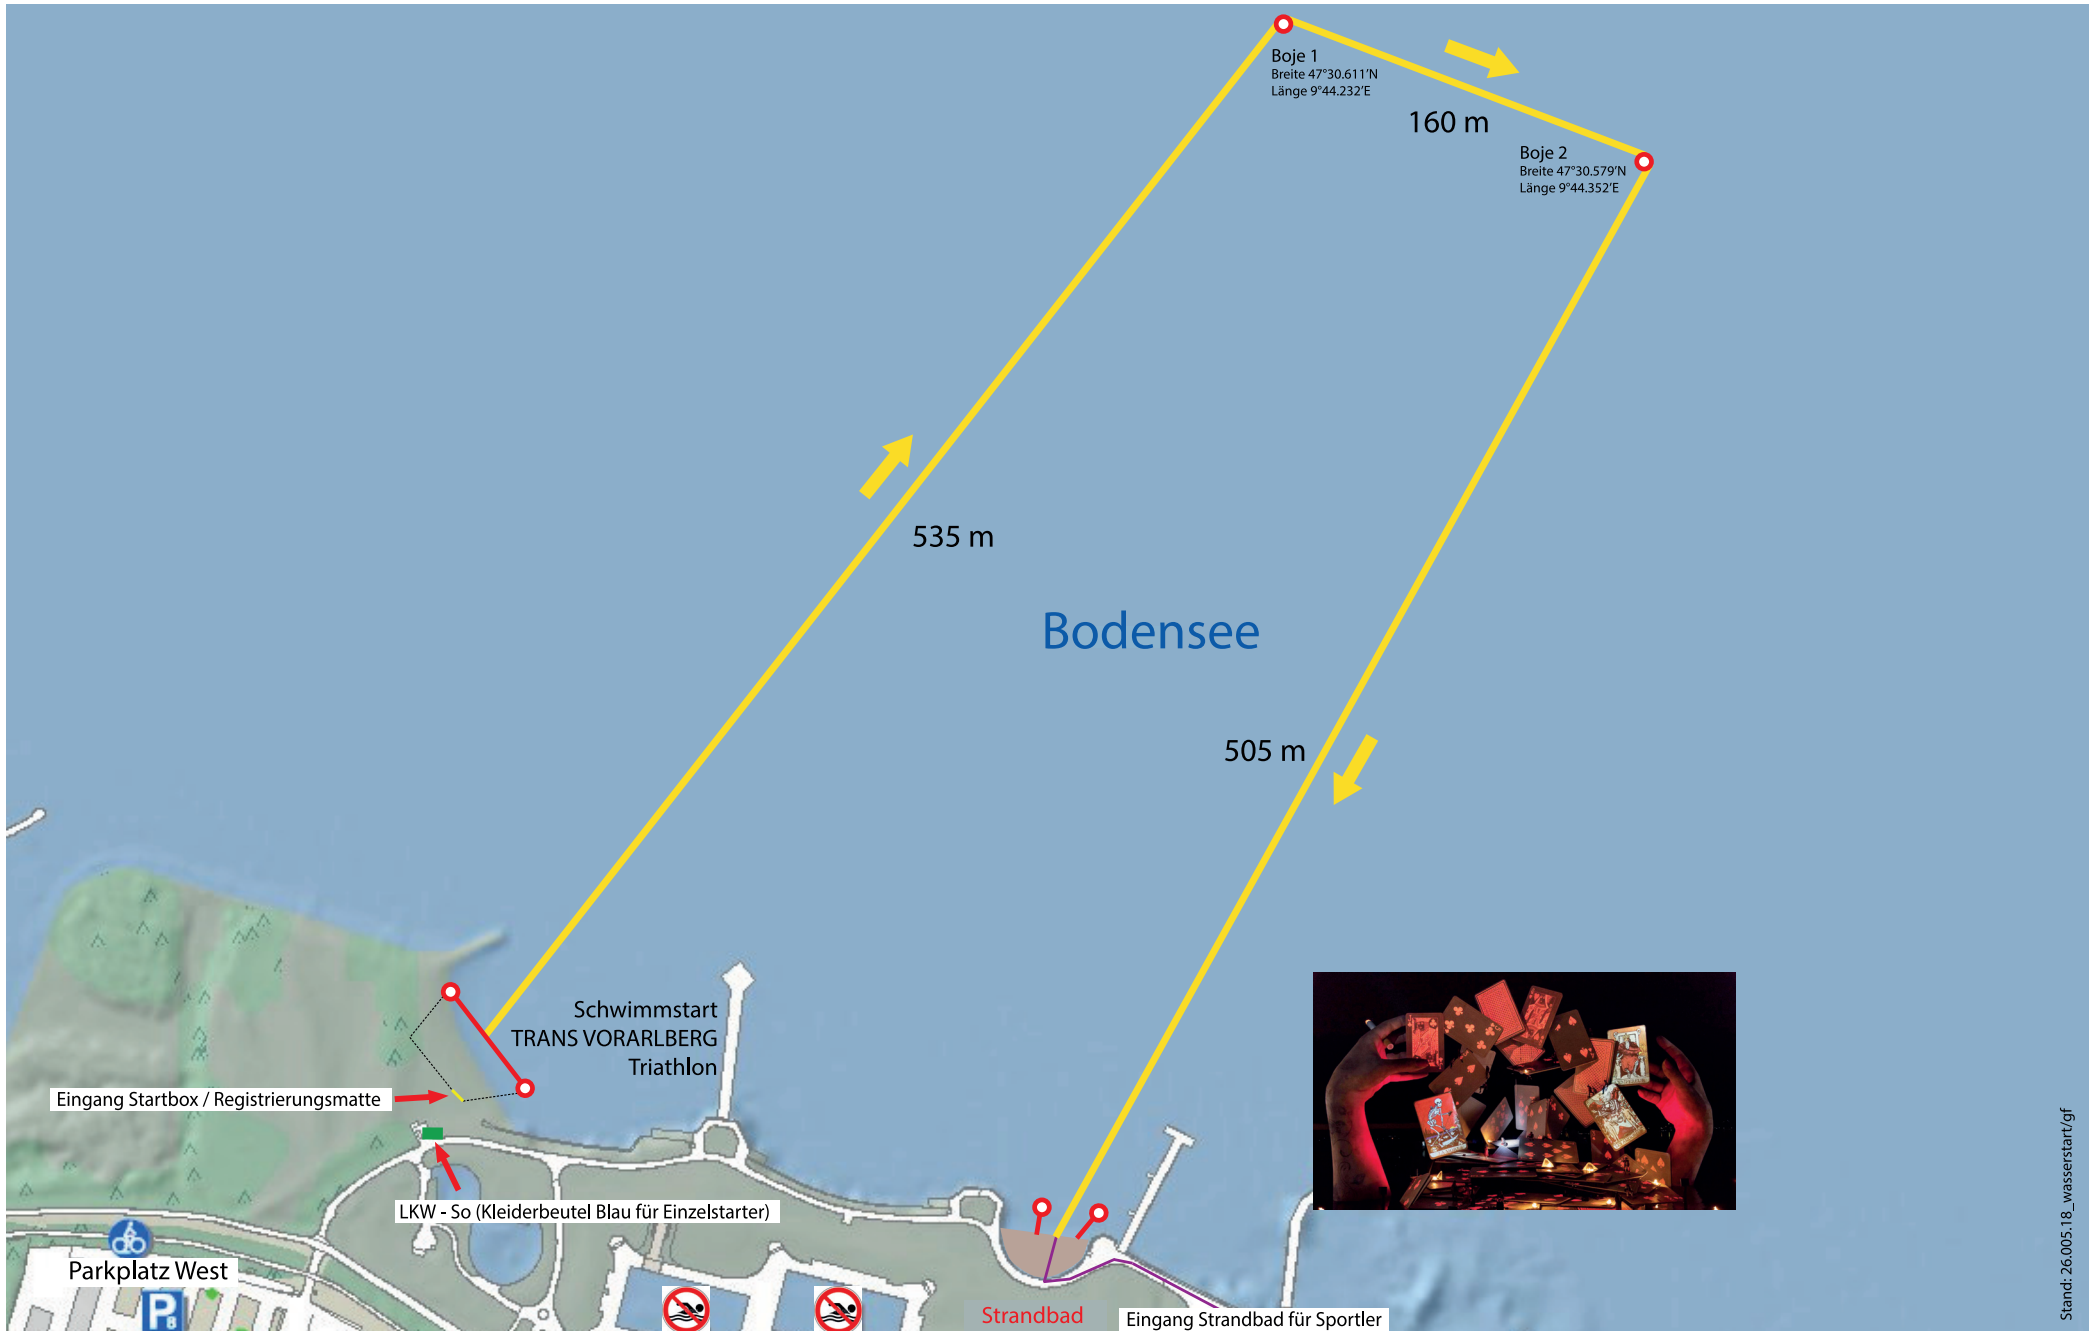 Boje 1
Breite 47°30.611'N
Länge 9°44.232'E
160 m
Boje 2
Breite 47°30.579'N
Länge 9°44.352'E
535 m
Bodensee
505 m
Schwimmstart
TRANS VORARLBERG
Triathlon
Eingang Startbox / Registrierungsmatte
LKW - So (Kleiderbeutel Blau für Einzelstarter)
Parkplatz West
P8
Strandbad
Eingang Strandbad für Sportler
Stand: 26.005.18_wasserstart/gf